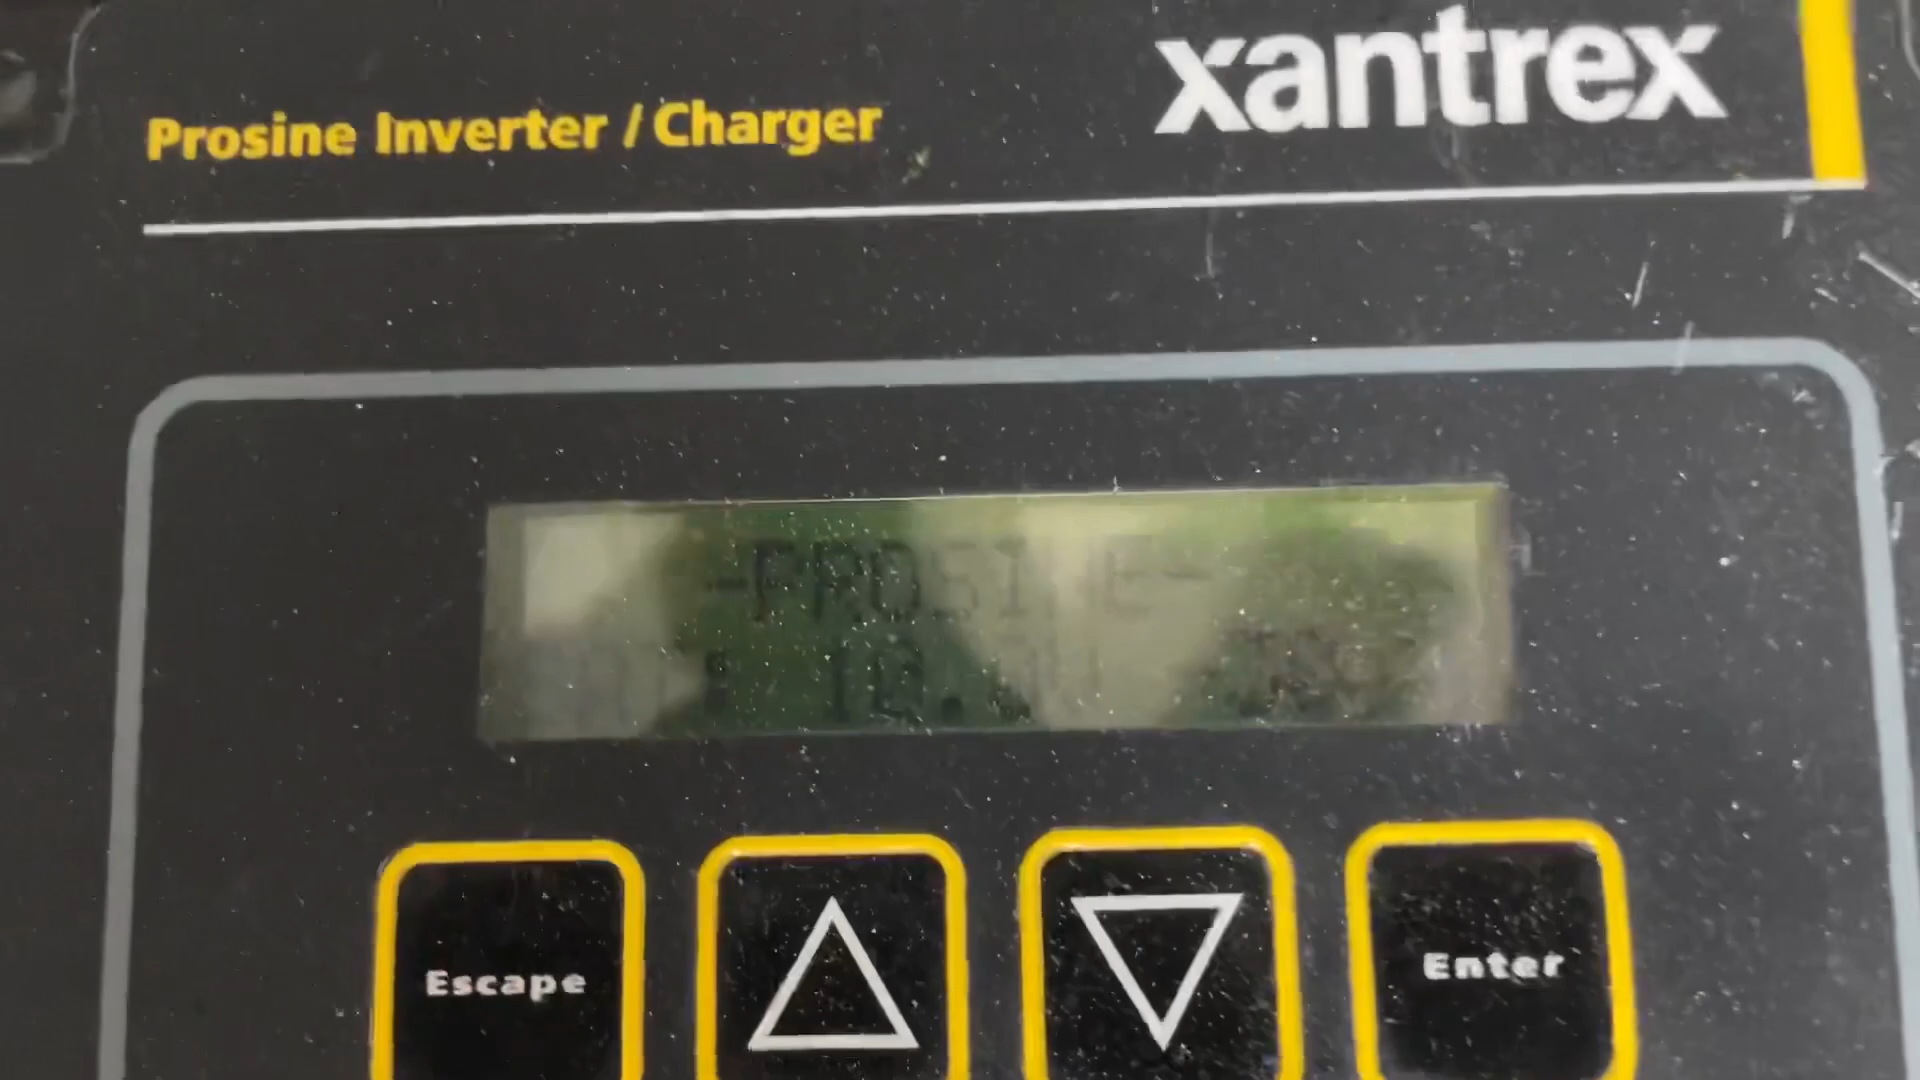 xantrex
Prosine Inverter / Charger
-PROSINE-
Escape
Enter